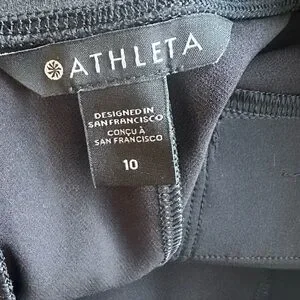 ATHLETA
DESIGNED IN
SAN FRANCISCO
CONÇU À
SAN FRANCISCO
10